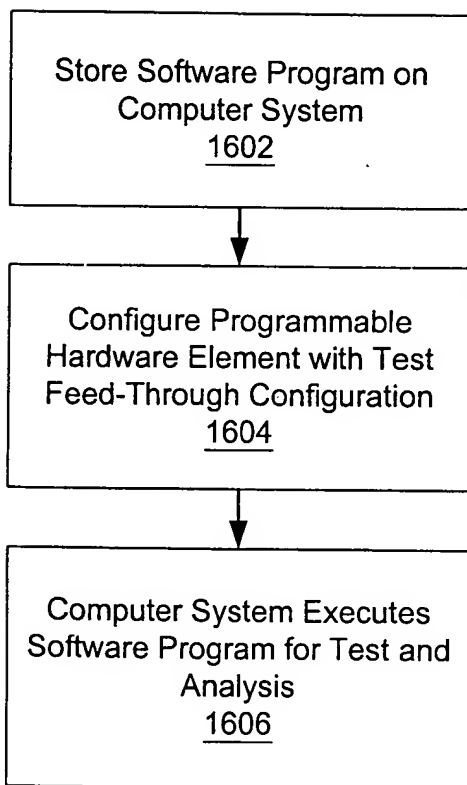 Store Software Program on
Computer System
1602
Configure Programmable
Hardware Element with Test
Feed-Through Configuration
1604
Computer System Executes
Software Program for Test and
Analysis
1606